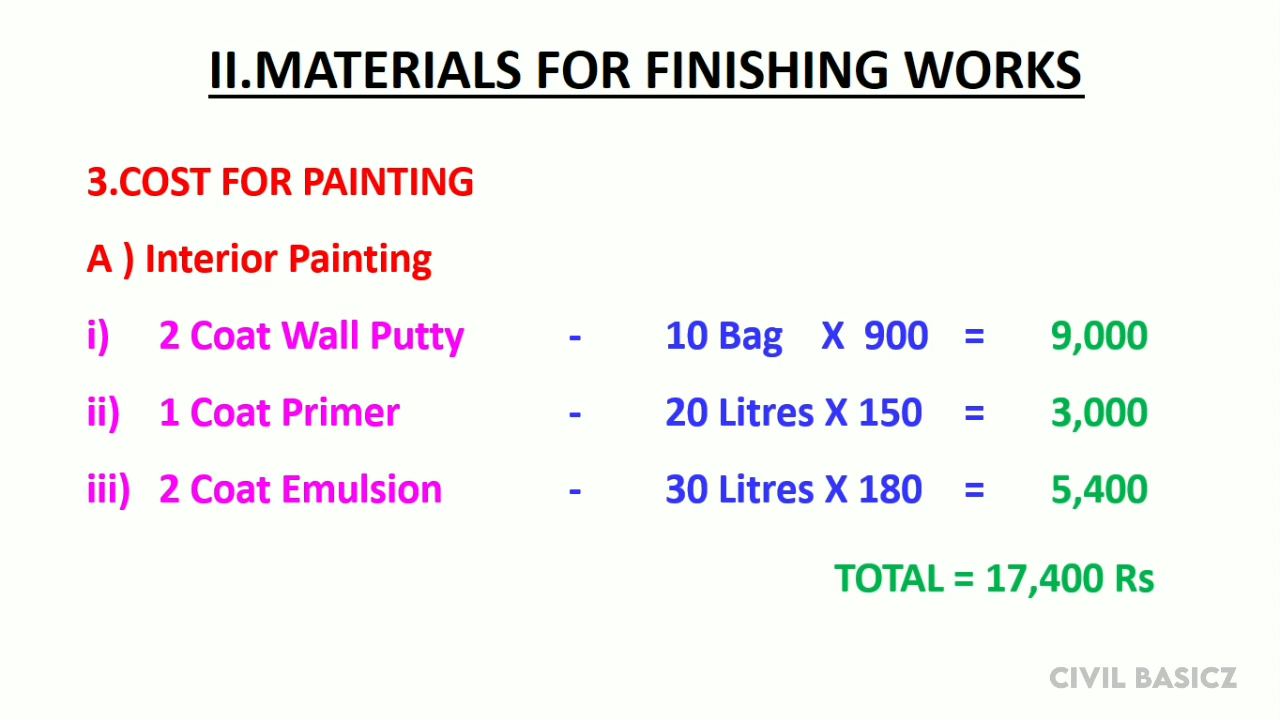 II.MATERIALS FOR FINISHING WORKS
3.COST FOR PAINTING
A ) Interior Painting
i) 2 Coat Wall Putty - 10 Bag X 900 = 9,000
ii) 1 Coat Primer - 20 Litres X 150 = 3,000
iii) 2 Coat Emulsion - 30 Litres X 180 = 5,400
TOTAL = 17,400 Rs
CIVIL BASICZ